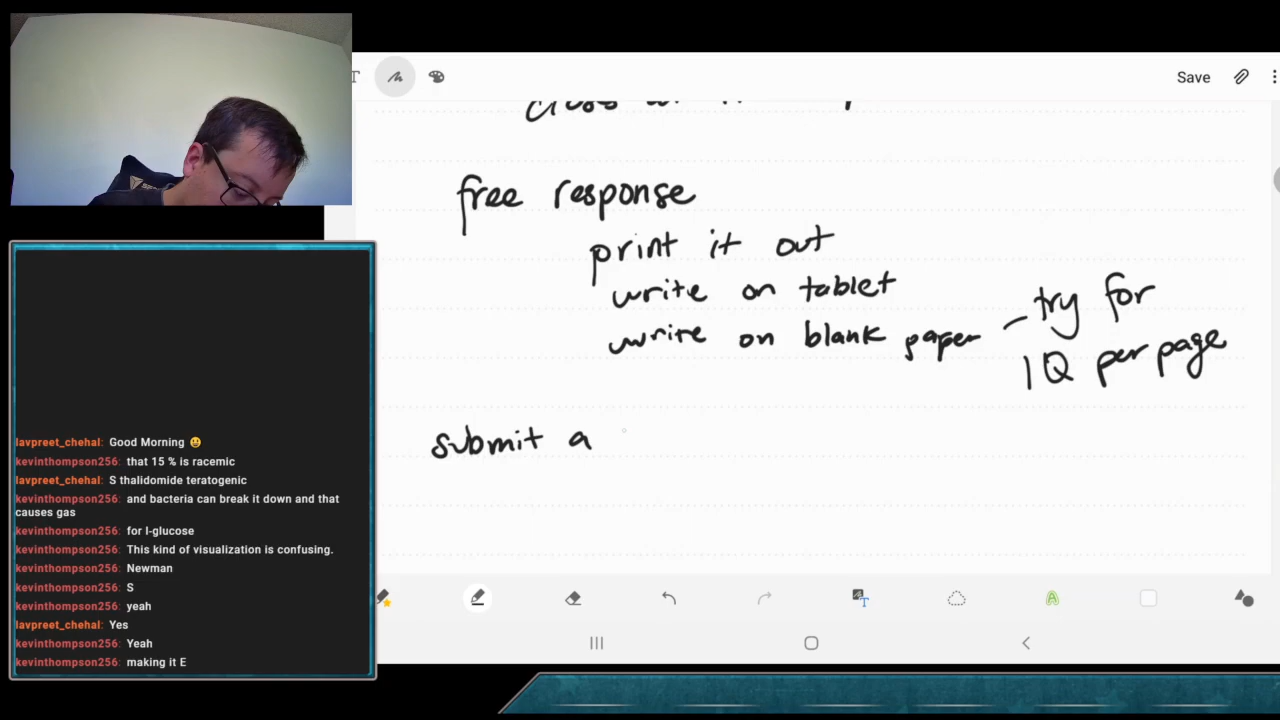 Save
free response
print it out
write on tablet
write on blank paper - try for
1Q per page
submit a
lavpreet_chehal: Good Morning 😃
kevinthompson256: that 15 % is racemic
lavpreet_chehal: S thalidomide teratogenic
kevinthompson256: and bacteria can break it down and that
causes gas
kevinthompson256: for l-glucose
kevinthompson256: This kind of visualization is confusing.
kevinthompson256: Newman
kevinthompson256: S
kevinthompson256: yeah
lavpreet_chehal: Yes
kevinthompson256: Yeah
kevinthompson256: making it E